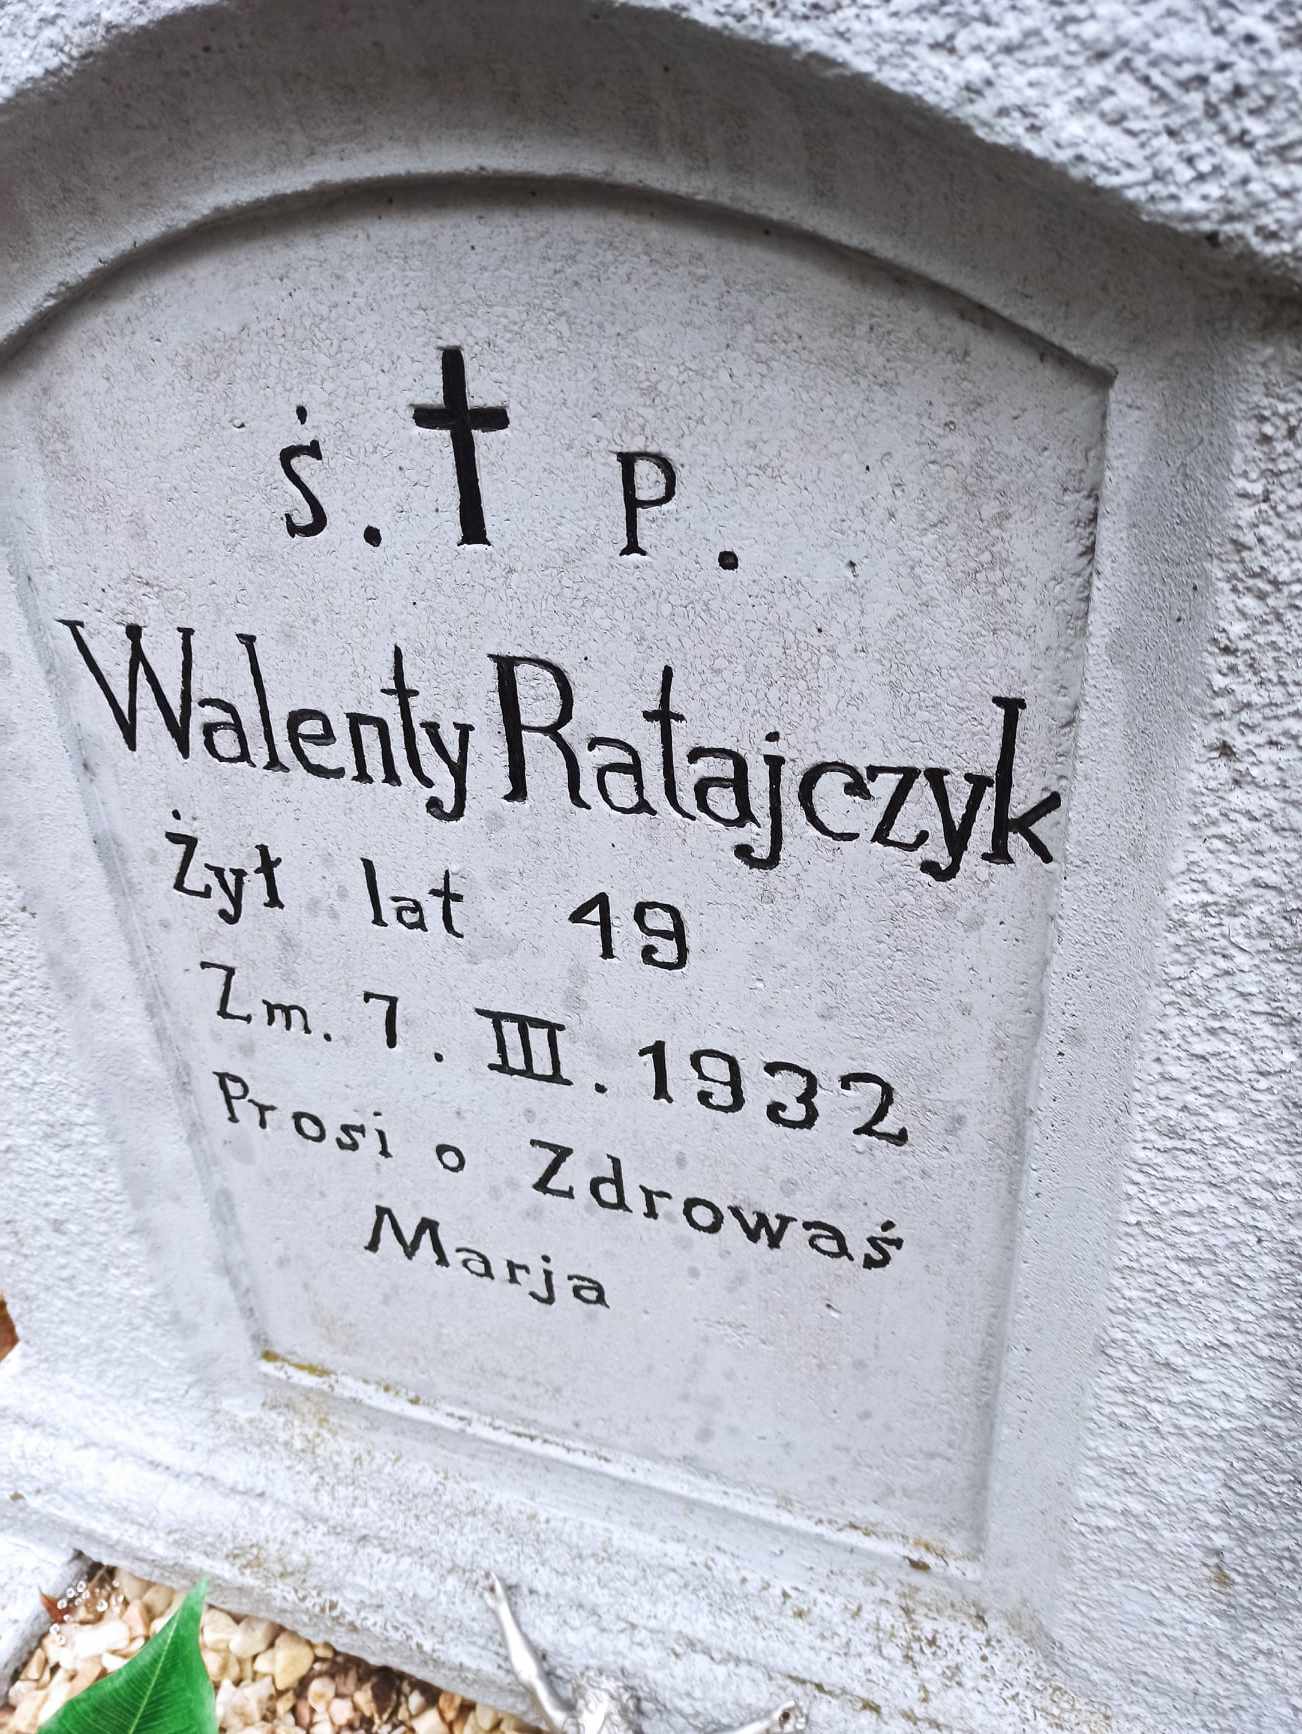 Ś. P.
Walenty Ratajczyk
Żył lat 49
Zm. 7. III. 1932
Prosi o Zdrowaś
Marja